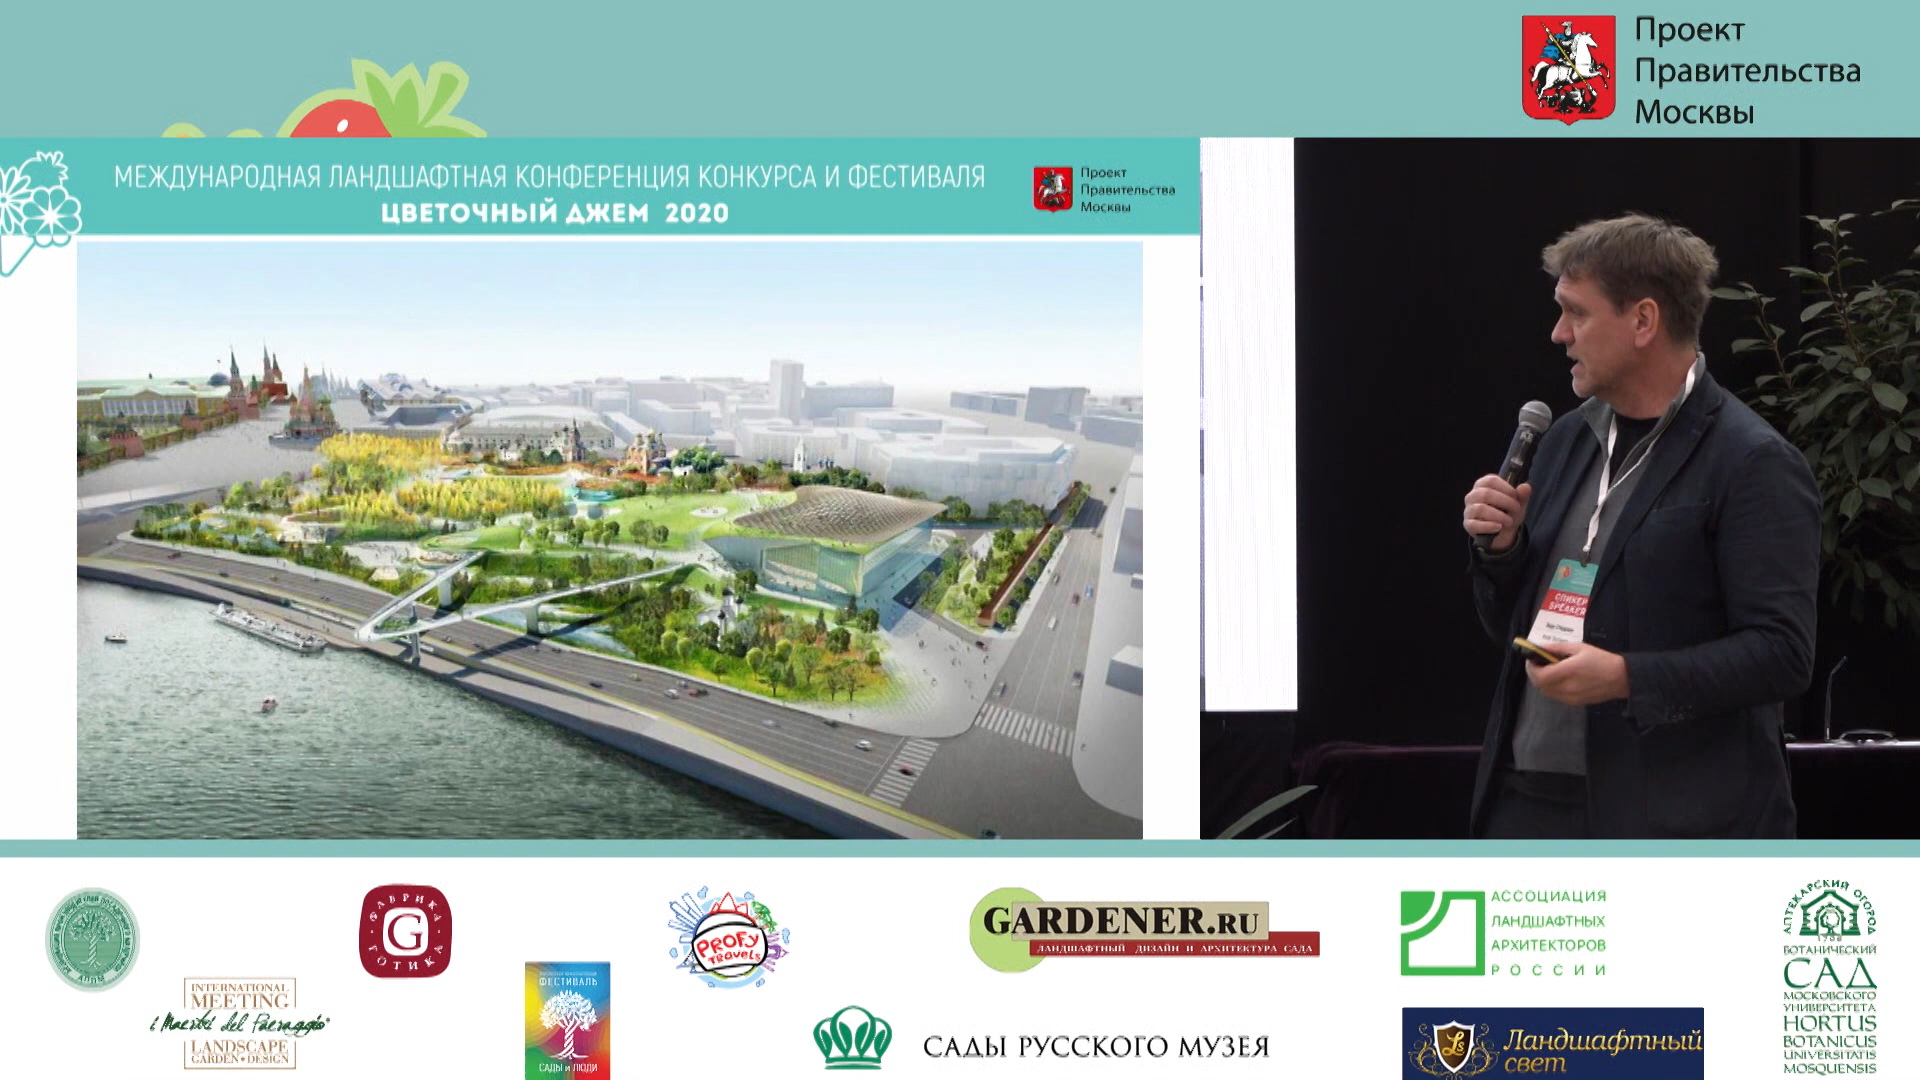 Проект
Правительства
Москвы
МЕЖДУНАРОДНАЯ ЛАНДШАФТНАЯ КОНФЕРЕНЦИЯ КОНКУРСА И ФЕСТИВАЛЯ
ЦВЕТОЧНЫЙ ДЖЕМ 2020
Проект
Правительства
Москвы
СПИКЕР
SPEAKER
ФАБРИКА
G
ГОТИКА
INTERNATIONAL
MEETING
LANDSCAPE
GARDEN • DESIGN
ФЕСТИВАЛЬ
САДЫ и ЛЮДИ
PROFY
TRAVELS
GARDENER.RU
ЛАНДШАФТНЫЙ ДИЗАЙН И АРХИТЕКТУРА САДА
САДЫ РУССКОГО МУЗЕЯ
АССОЦИАЦИЯ
ЛАНДШАФТНЫХ
АРХИТЕКТОРОВ
РОССИИ
Ls
Ландшафтный
свет
АПТЕКАРСКИЙ ОГОРОД
1706
БОТАНИЧЕСКИЙ
САД
МОСКОВСКОГО
УНИВЕРСИТЕТА
HORTUS
BOTANICUS
UNIVERSITATIS
MOSQUENSIS